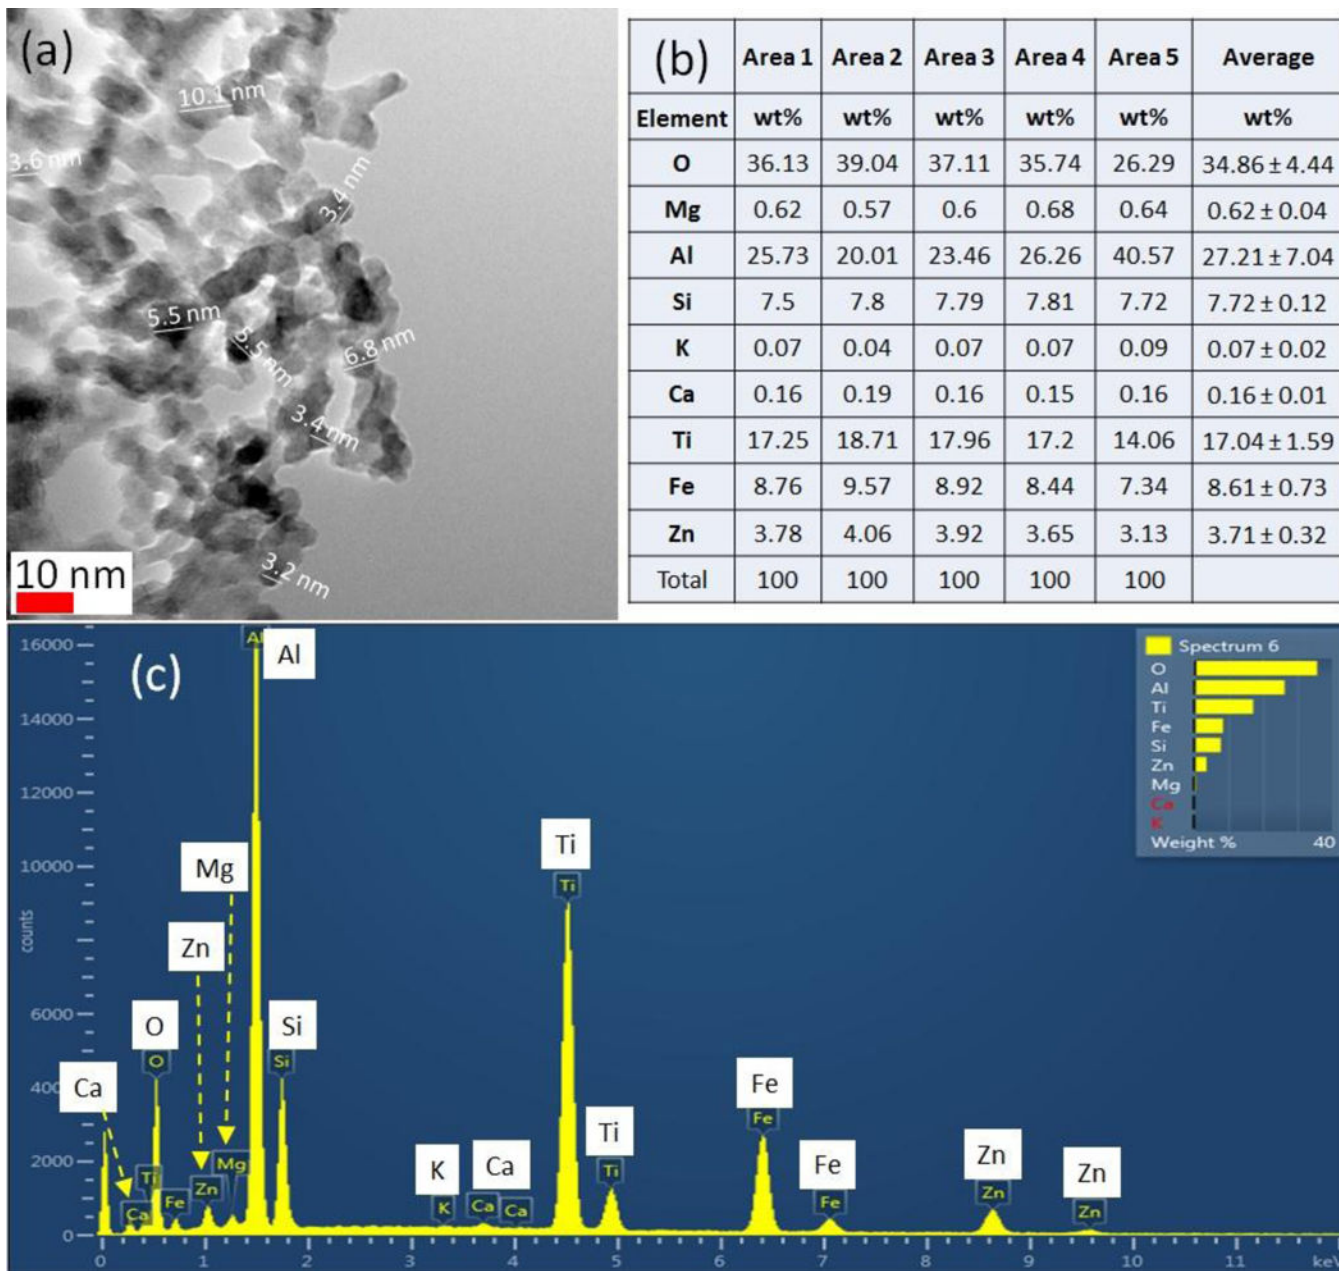 (a)
10.1 nm
3.6 nm
3.4 nm
5.5 nm
5.5 nm
6.8 nm
3.4 nm
3.2 nm
10 nm
(b) Area 1 Area 2 Area 3 Area 4 Area 5 Average
Element wt% wt% wt% wt% wt% wt%
O 36.13 39.04 37.11 35.74 26.29 34.86 ± 4.44
Mg 0.62 0.57 0.6 0.68 0.64 0.62 ± 0.04
Al 25.73 20.01 23.46 26.26 40.57 27.21 ± 7.04
Si 7.5 7.8 7.79 7.81 7.72 7.72 ± 0.12
K 0.07 0.04 0.07 0.07 0.09 0.07 ± 0.02
Ca 0.16 0.19 0.16 0.15 0.16 0.16 ± 0.01
Ti 17.25 18.71 17.96 17.2 14.06 17.04 ± 1.59
Fe 8.76 9.57 8.92 8.44 7.34 8.61 ± 0.73
Zn 3.78 4.06 3.92 3.65 3.13 3.71 ± 0.32
Total 100 100 100 100 100
(c)
16000
14000
12000
10000
6000
2000
0
counts
Al
Al
Ti
Ti
Mg
Zn
O
O
Si
Si
Ca
Ca
Ti
Fe
Zn
Mg
K
K
Ca
Ca
Ca
Ti
Ti
Fe
Fe
Fe
Fe
Zn
Zn
Zn
Zn
0 1 2 3 4 5 6 7 8 9 10 11
Spectrum 6
O
Al
Ti
Fe
Si
Zn
Mg
Ca
K
Weight % 40